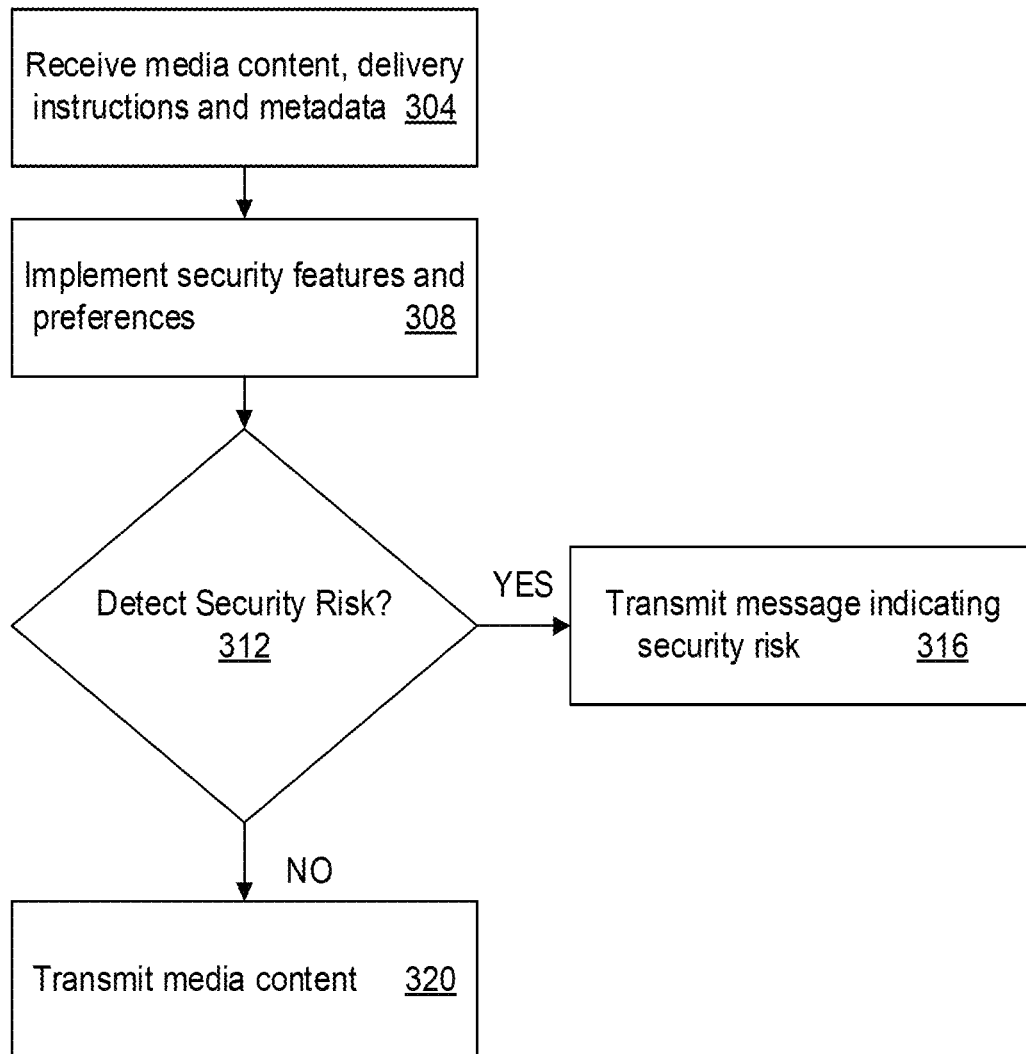 Receive media content, delivery
instructions and metadata 304
Implement security features and
preferences 308
Detect Security Risk?
312
YES
Transmit message indicating
security risk 316
NO
Transmit media content 320